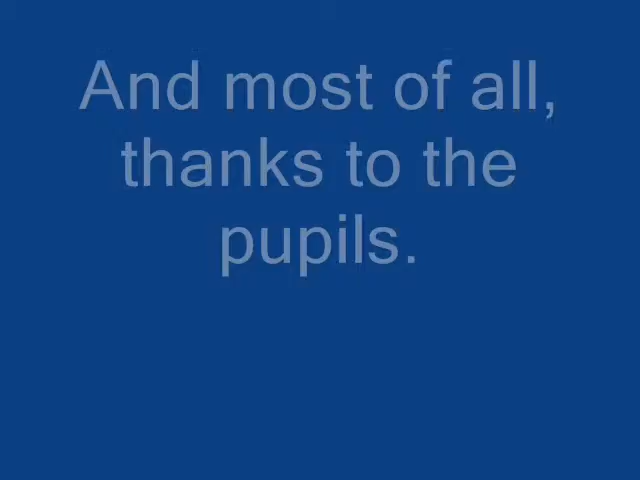 And most of all,
thanks to the
pupils.